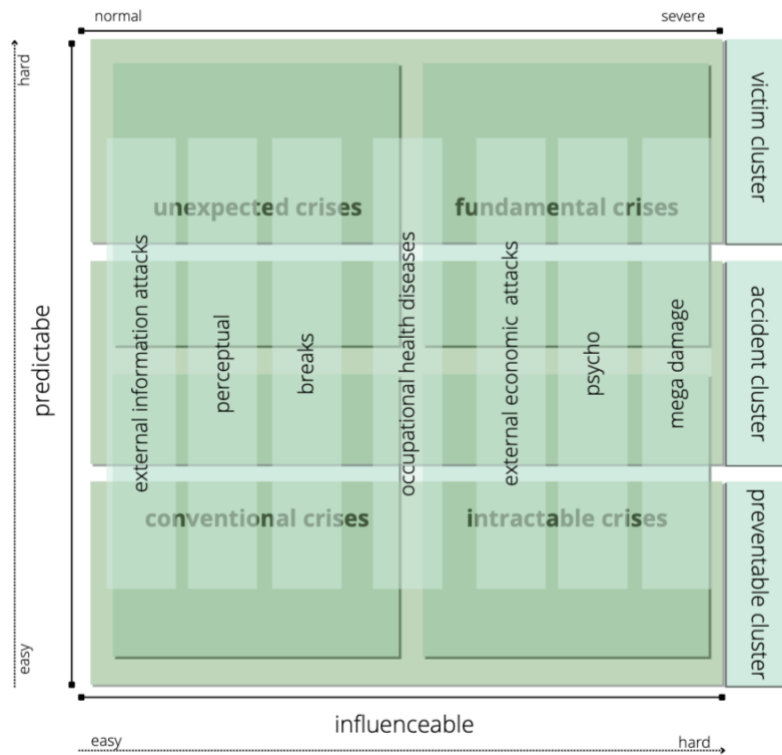 normal
severe
hard
victim cluster
unexpected crises
fundamental crises
external information attacks
perceptual
breaks
occupational health diseases
external economic  attacks
psycho
mega damage
accident cluster
predictabe
conventional crises
intractable crises
preventable cluster
easy
influenceable
easy
hard